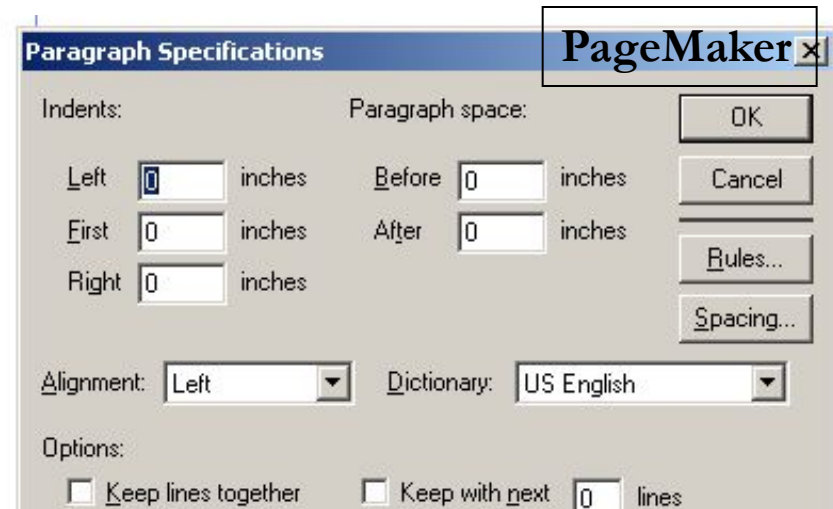 PageMaker
Paragraph Specifications
Indents: Paragraph space: OK
Left 0 inches Before 0 inches Cancel
First 0 inches After 0 inches
Rules...
Right 0 inches
Spacing...
Alignment: Left Dictionary: US English
Options:
Keep lines together Keep with next 0 lines